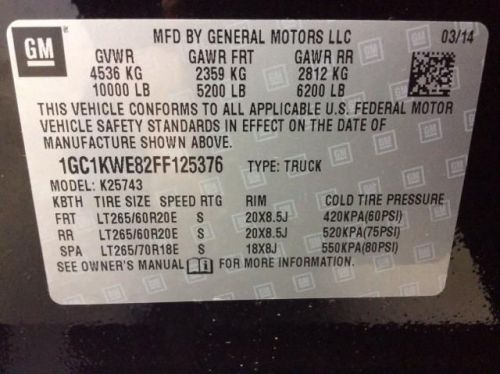 GM
MFD BY GENERAL MOTORS LLC 03/14
GVWR GAWR FRT GAWR RR
4536 KG 2359 KG 2812 KG
10000 LB 5200 LB 6200 LB
THIS VEHICLE CONFORMS TO ALL APPLICABLE U.S. FEDERAL MOTOR
VEHICLE SAFETY STANDARDS IN EFFECT ON THE DATE OF
MANUFACTURE SHOWN ABOVE.
1GC1KWE82FF125376 TYPE: TRUCK
MODEL: K25743
KBTH TIRE SIZE SPEED RTG RIM COLD TIRE PRESSURE
FRT LT265/60R20E S 20X8.5J 420KPA(60PSI)
RR LT265/60R20E S 20X8.5J 520KPA(75PSI)
SPA LT265/70R18E S 18X8J 550KPA(80PSI)
SEE OWNER'S MANUAL FOR MORE INFORMATION.